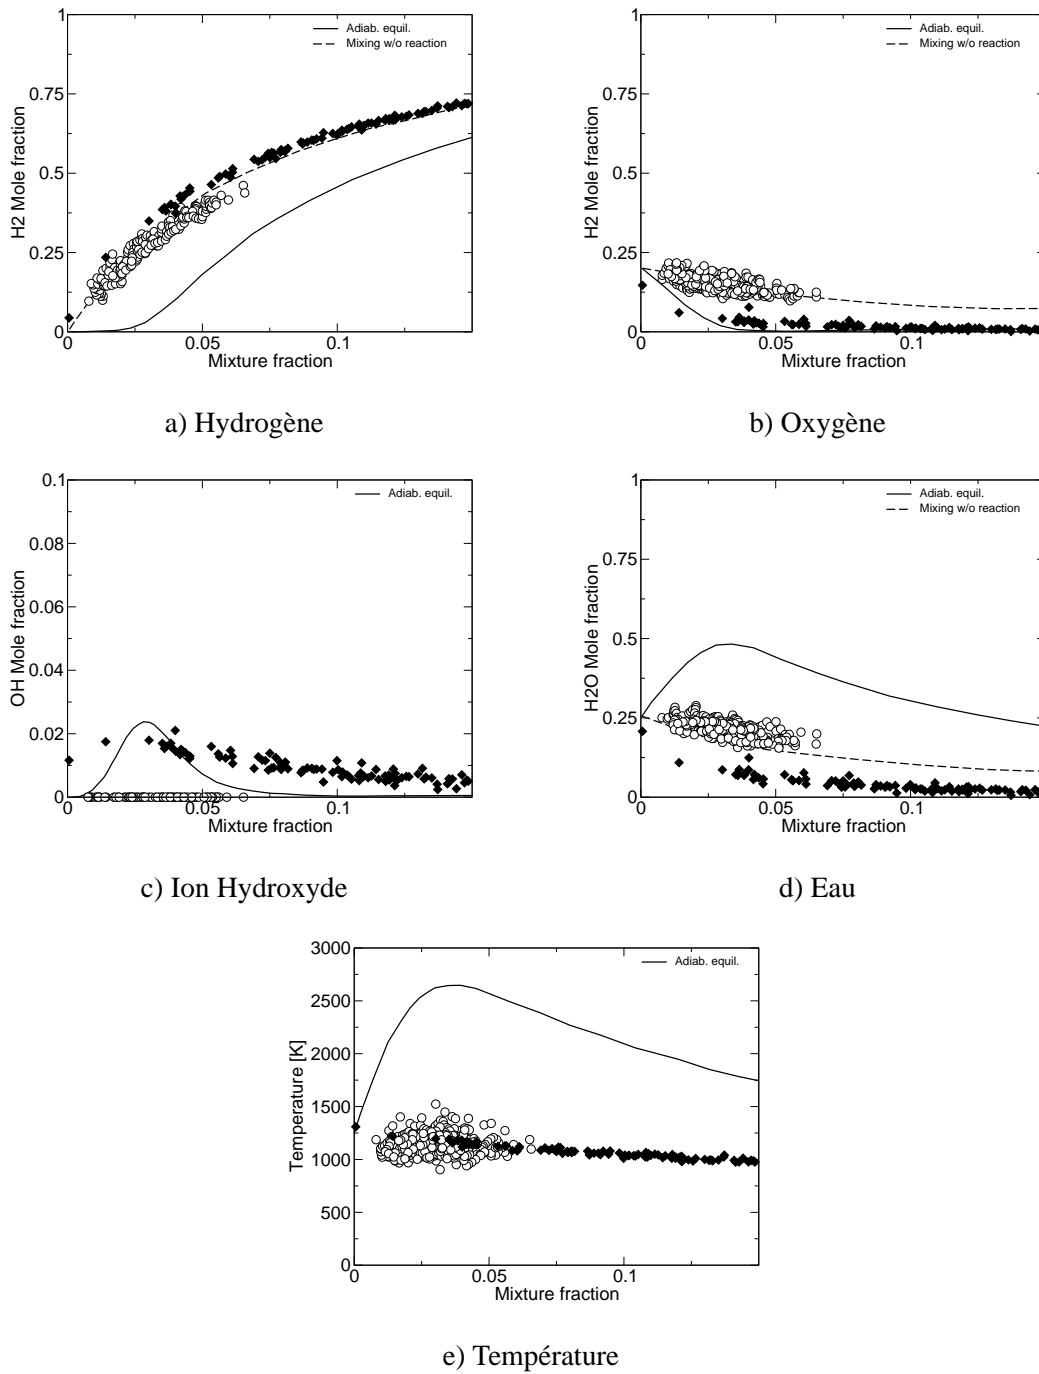 1
0.75
0.5
0.25
0
0
0.05
0.1
H2 Mole fraction
Mixture fraction
Adiab. equil.
Mixing w/o reaction
a) Hydrogène
1
0.75
0.5
0.25
0
0
0.05
0.1
H2 Mole fraction
Mixture fraction
Adiab. equil.
Mixing w/o reaction
b) Oxygène
0.1
0.08
0.06
0.04
0.02
0
0
0.05
0.1
OH Mole fraction
Mixture fraction
Adiab. equil.
c) Ion Hydroxyde
1
0.75
0.5
0.25
0
0
0.05
0.1
H2O Mole fraction
Mixture fraction
Adiab. equil.
Mixing w/o reaction
d) Eau
3000
2500
2000
1500
1000
500
0
0
0.05
0.1
Temperature [K]
Mixture fraction
Adiab. equil.
e) Température